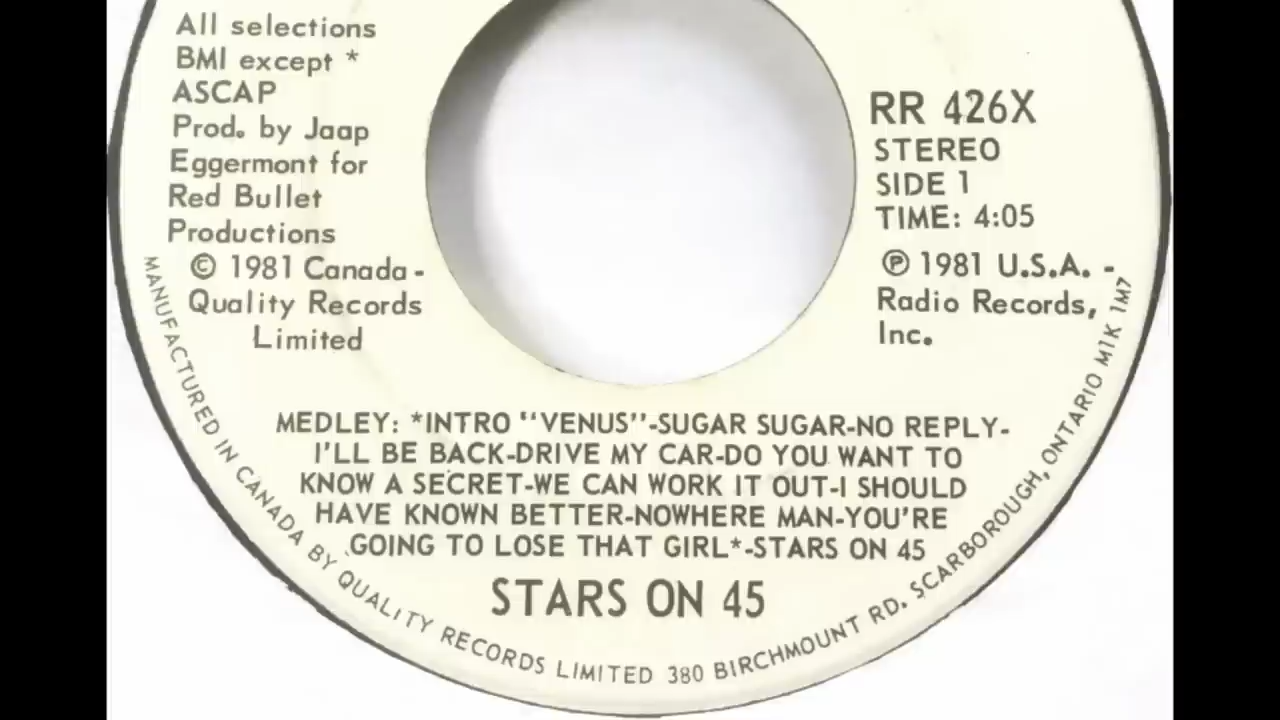 All selections
BMI except *
ASCAP
Prod. by Jaap
Eggermont for
Red Bullet
Productions
© 1981 Canada -
Quality Records
Limited
RR 426X
STEREO
SIDE 1
TIME: 4:05
℗ 1981 U.S.A. -
Radio Records,
Inc.
MEDLEY: *INTRO "VENUS"-SUGAR SUGAR-NO REPLY-
I'LL BE BACK-DRIVE MY CAR-DO YOU WANT TO
KNOW A SECRET-WE CAN WORK IT OUT-I SHOULD
HAVE KNOWN BETTER-NOWHERE MAN-YOU'RE
GOING TO LOSE THAT GIRL*-STARS ON 45
STARS ON 45
MANUFACTURED IN CANADA BY QUALITY RECORDS LIMITED 380 BIRCHMOUNT RD. SCARBOROUGH, ONTARIO M1K 1M7